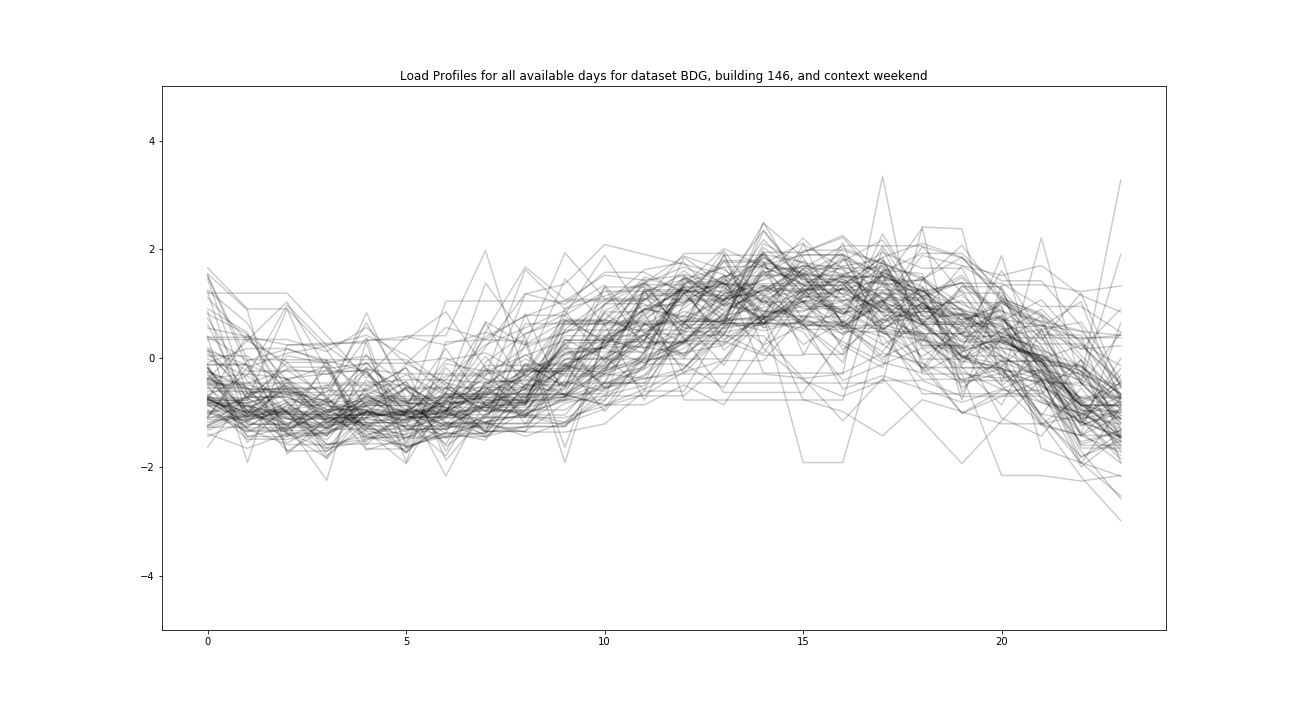 Load Profiles for all available days for dataset BDG, building 146, and context weekend
4
2
0
−2
−4
0 5 10 15 20